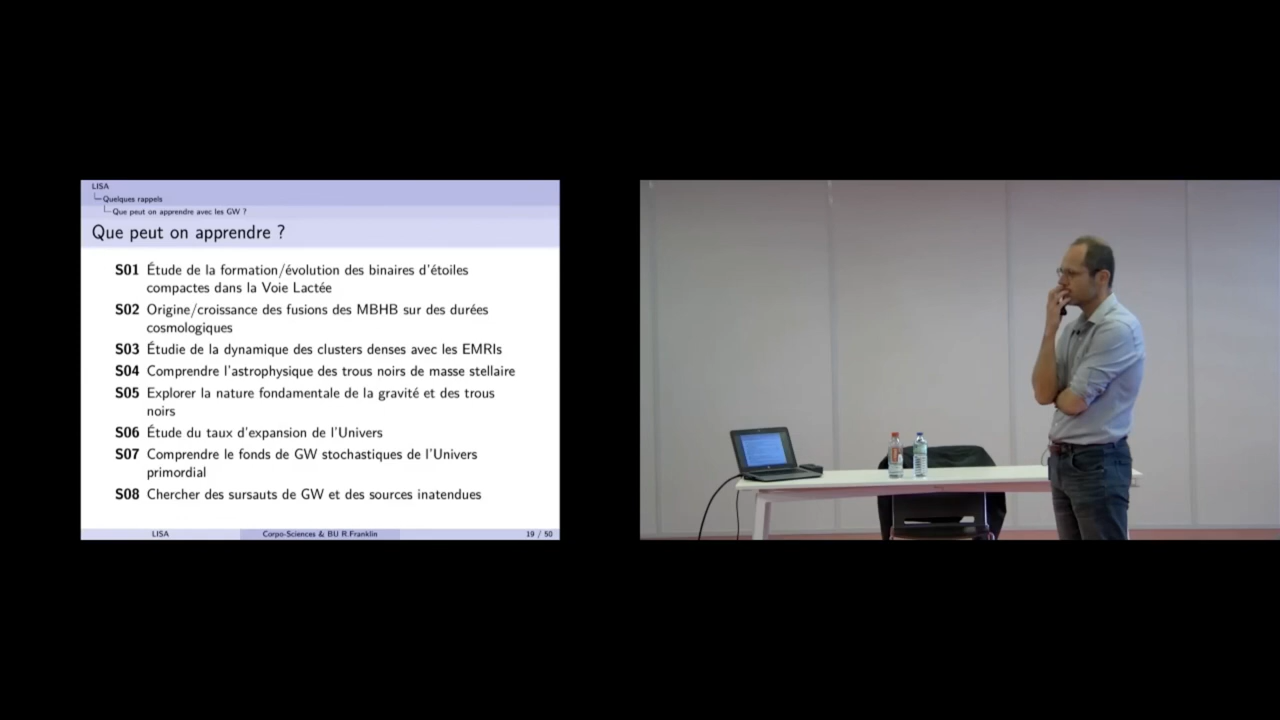 LISA
Quelques rappels
Que peut on apprendre avec les GW ?
Que peut on apprendre ?
S01 Étude de la formation/évolution des binaires d'étoiles
compactes dans la Voie Lactée
S02 Origine/croissance des fusions des MBHB sur des durées
cosmologiques
S03 Étudie de la dynamique des clusters denses avec les EMRIs
S04 Comprendre l'astrophysique des trous noirs de masse stellaire
S05 Explorer la nature fondamentale de la gravité et des trous
noirs
S06 Étude du taux d'expansion de l'Univers
S07 Comprendre le fonds de GW stochastiques de l'Univers
primordial
S08 Chercher des sursauts de GW et des sources inatendues
LISA Corpo-Sciences & BU R.Franklin 19 / 50